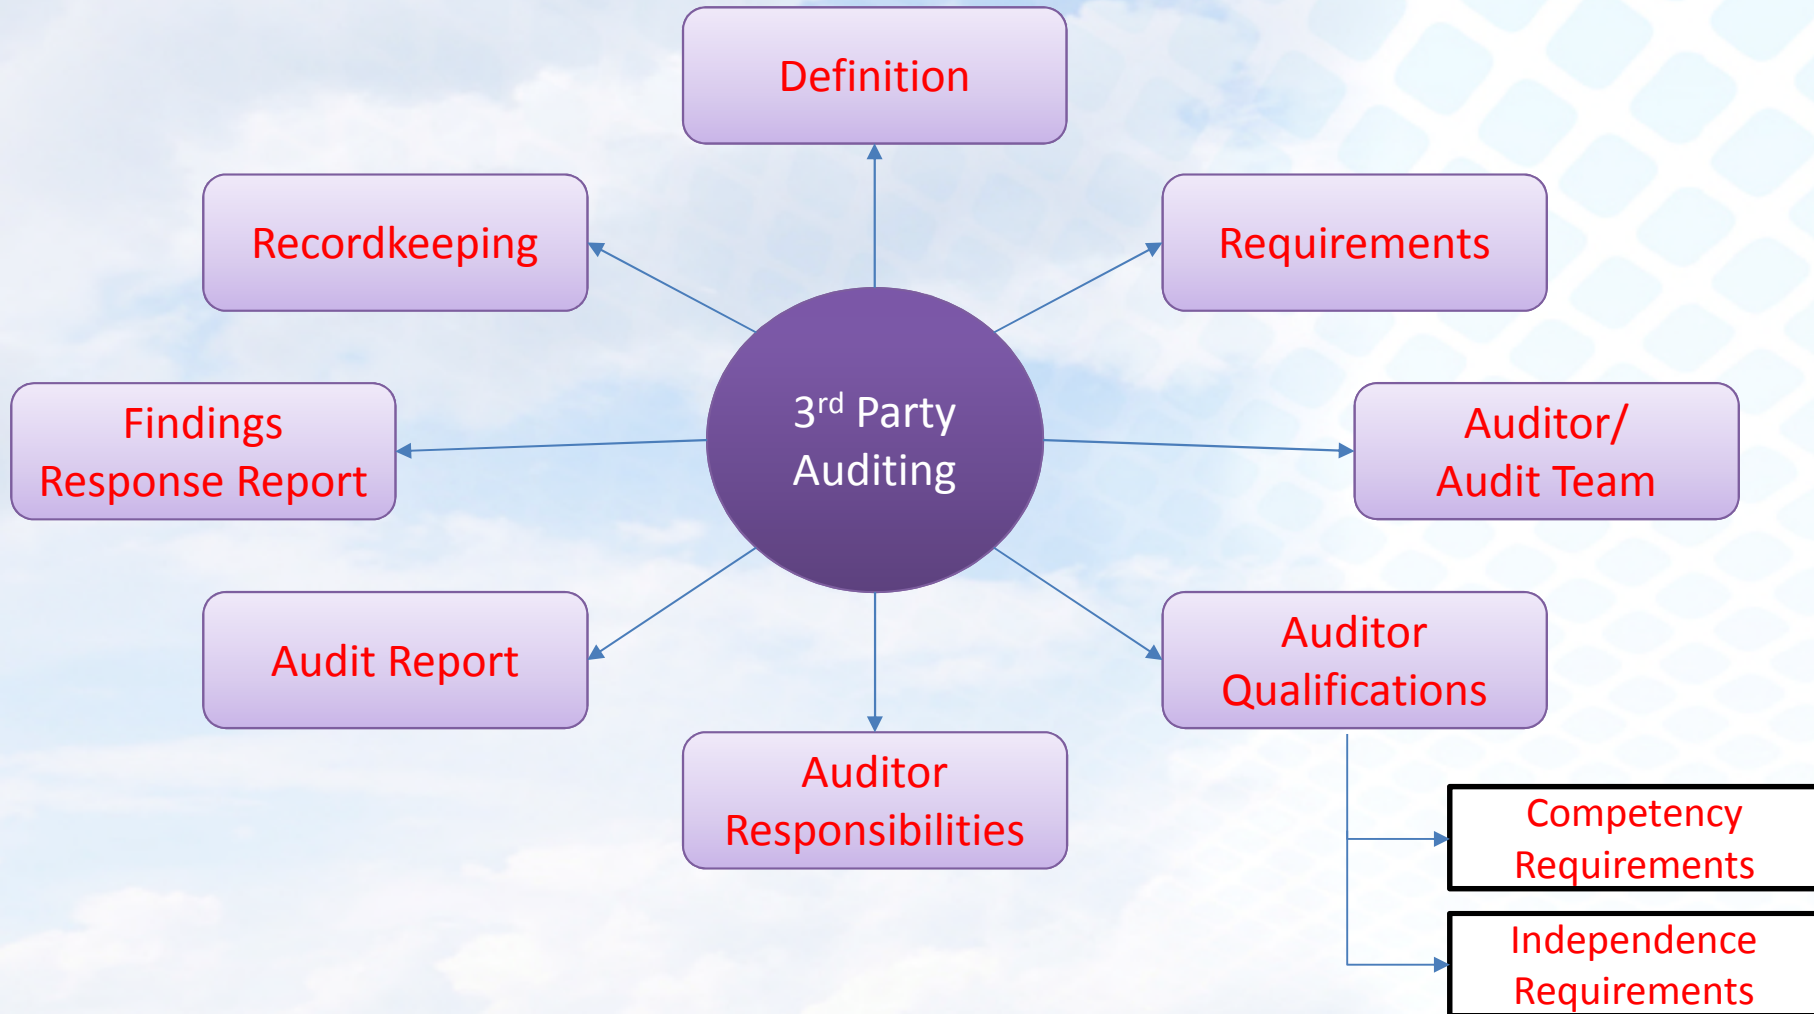 Definition
Recordkeeping
Requirements
Findings
Response Report
3rd Party
Auditing
Auditor/
Audit Team
Audit Report
Auditor
Qualifications
Auditor
Responsibilities
Competency
Requirements
Independence
Requirements